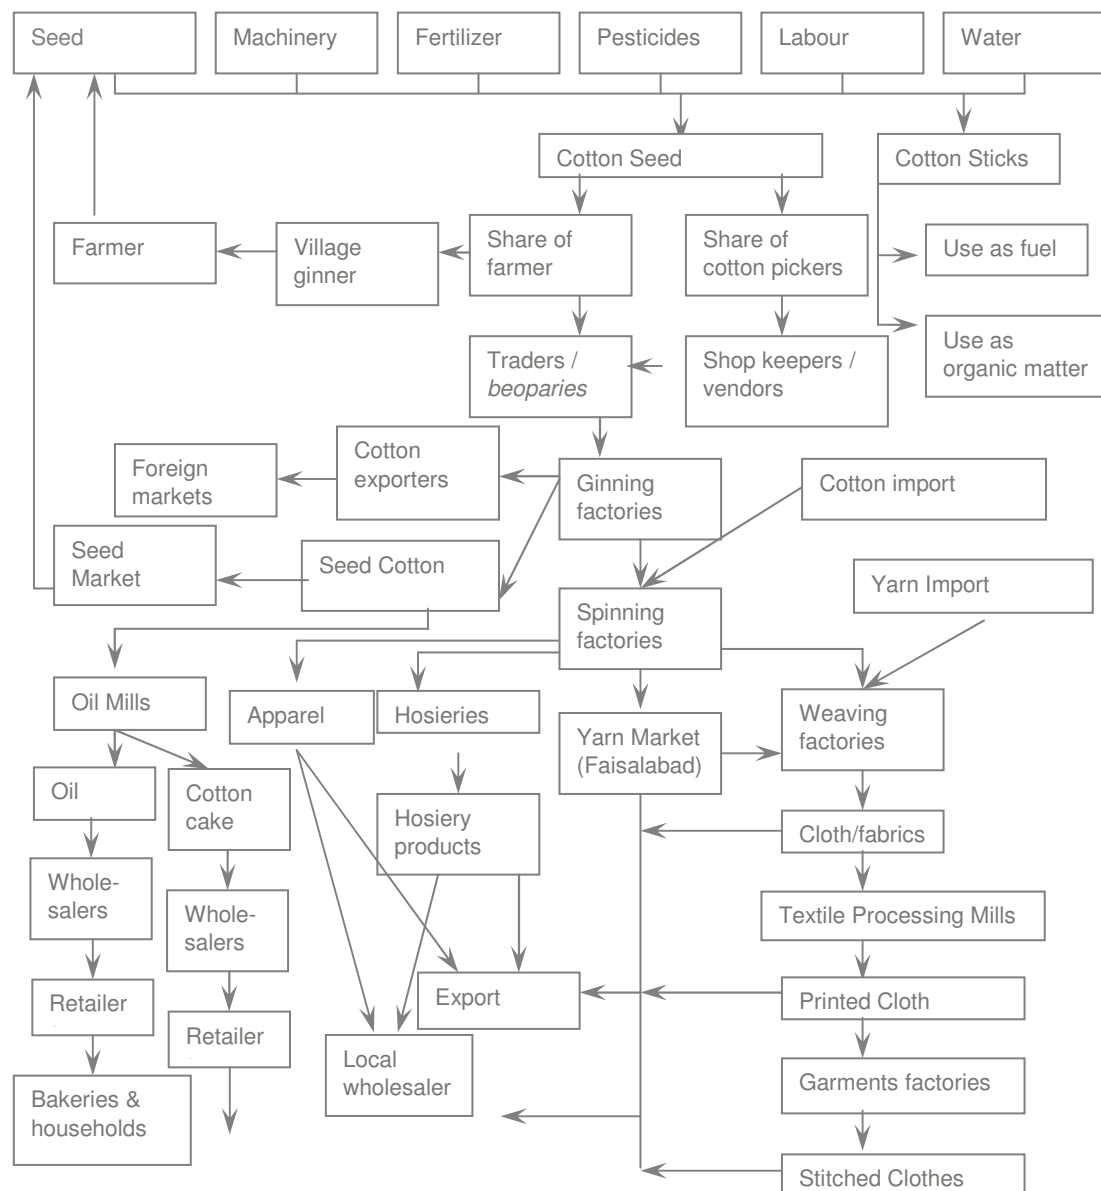 Seed
Machinery
Fertilizer
Pesticides
Labour
Water
Cotton Seed
Cotton Sticks
Farmer
Village
ginner
Share of
farmer
Share of
cotton pickers
Use as fuel
Use as
organic matter
Traders /
beoparies
Shop keepers /
vendors
Foreign
markets
Cotton
exporters
Ginning
factories
Cotton import
Seed
Market
Seed Cotton
Spinning
factories
Yarn Import
Oil Mills
Apparel
Hosieries
Yarn Market
(Faisalabad)
Weaving
factories
Oil
Cotton
cake
Hosiery
products
Cloth/fabrics
Whole-
salers
Whole-
salers
Textile Processing Mills
Retailer
Retailer
Export
Printed Cloth
Local
wholesaler
Garments factories
Bakeries &
households
Stitched Clothes